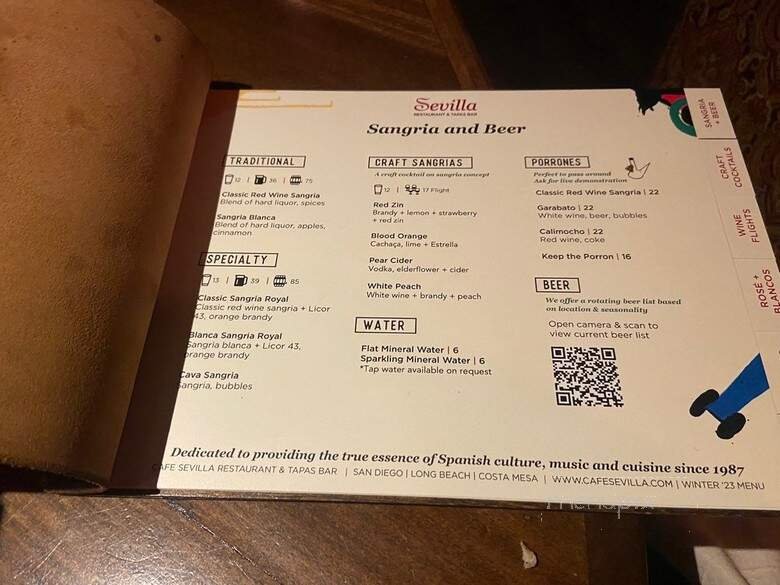 Sevilla
RESTAURANT & TAPAS BAR
Sangria and Beer
TRADITIONAL
12 | 36 | 75
Classic Red Wine Sangria
Blend of hard liquor, spices
Sangria Blanca
Blend of hard liquor, apples,
cinnamon
SPECIALTY
13 | 39 | 85
Classic Sangria Royal
Classic red wine sangria + Licor
43, orange brandy
Blanca Sangria Royal
Sangria blanca + Licor 43,
orange brandy
Cava Sangria
Sangria, bubbles
CRAFT SANGRIAS
A craft cocktail on sangria concept
12 | 17 Flight
Red Zin
Brandy + lemon + strawberry
+ red zin
Blood Orange
Cachaça, lime + Estrella
Pear Cider
Vodka, elderflower + cider
White Peach
White wine + brandy + peach
WATER
Flat Mineral Water | 6
Sparkling Mineral Water | 6
*Tap water available on request
PORRONES
Perfect to pass around
Ask for live demonstration
Classic Red Wine Sangria | 22
Garabato | 22
White wine, beer, bubbles
Calimocho | 22
Red wine, coke
Keep the Porron | 16
BEER
We offer a rotating beer list based
on location & seasonality
Open camera & scan to
view current beer list
SANGRIA
+ BEER
CRAFT
COCKTAILS
WINE
FLIGHTS
ROSÉ +
BLANCOS
Dedicated to providing the true essence of Spanish culture, music and cuisine since 1987
CAFE SEVILLA RESTAURANT & TAPAS BAR | SAN DIEGO | LONG BEACH | COSTA MESA | WWW.CAFESEVILLA.COM | WINTER '23 MENU